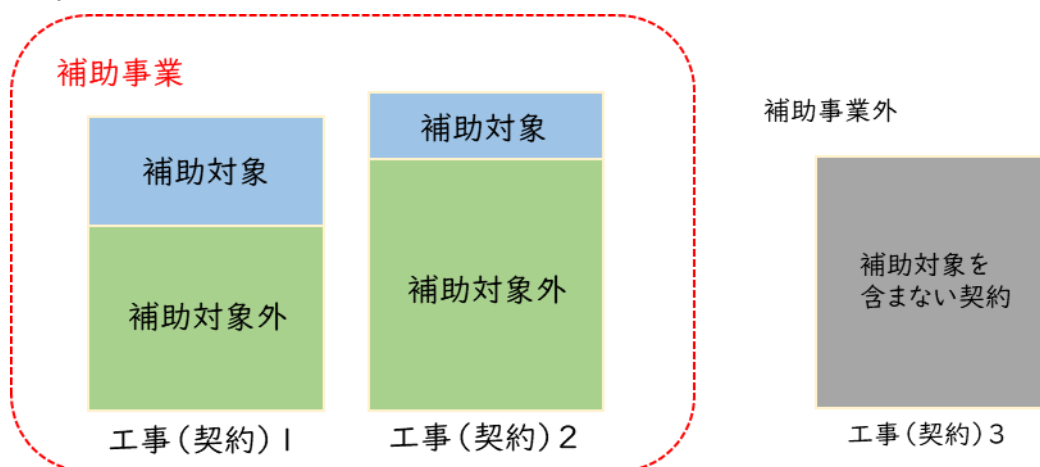 補助事業
補助対象
補助対象外
工事(契約)1
補助対象
補助対象外
工事(契約)2
補助事業外
補助対象を
含まない契約
工事(契約)3